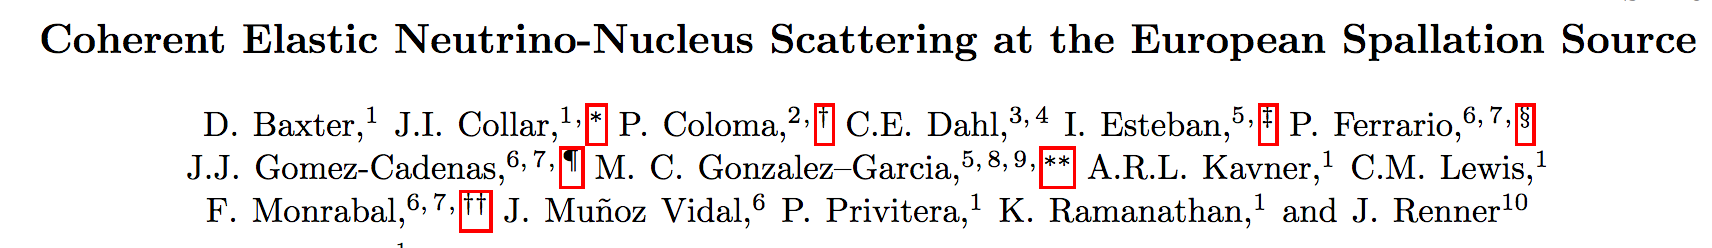 Coherent Elastic Neutrino-Nucleus Scattering at the European Spallation Source
D. Baxter,¹ J.I. Collar,¹,* P. Coloma,²,† C.E. Dahl,³,⁴ I. Esteban,⁵,‡ P. Ferrario,⁶,⁷,§
J.J. Gomez-Cadenas,⁶,⁷,¶ M. C. Gonzalez–Garcia,⁵,⁸,⁹,** A.R.L. Kavner,¹ C.M. Lewis,¹
F. Monrabal,⁶,⁷,†† J. Muñoz Vidal,⁶ P. Privitera,¹ K. Ramanathan,¹ and J. Renner¹⁰